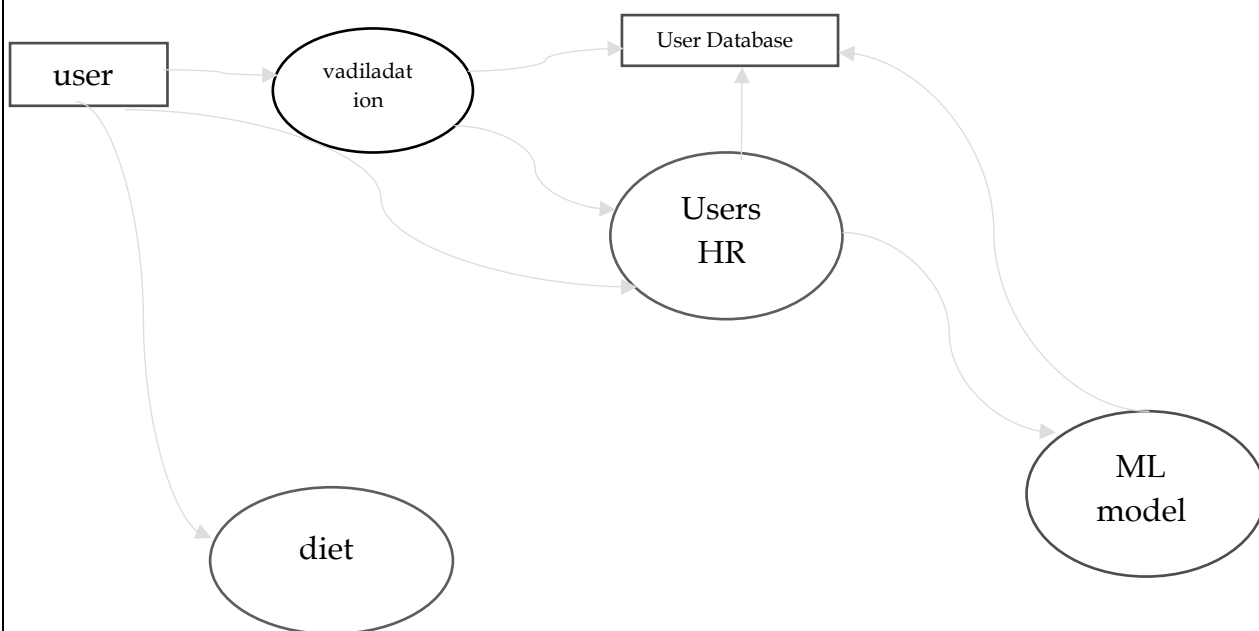 user
vadiladat
ion
User Database
Users
HR
ML
model
diet